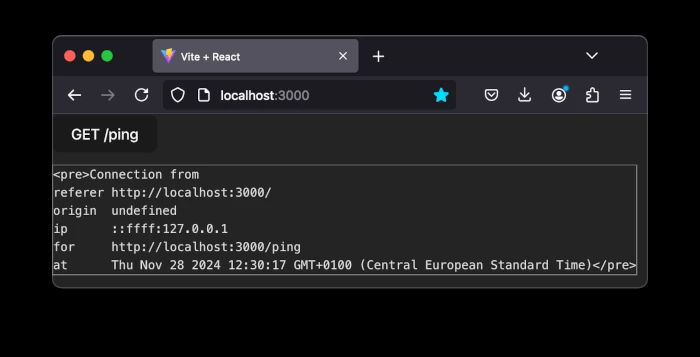 Vite + React
localhost:3000
GET /ping
<pre>Connection from
referer http://localhost:3000/
origin  undefined
ip      ::ffff:127.0.0.1
for     http://localhost:3000/ping
at      Thu Nov 28 2024 12:30:17 GMT+0100 (Central European Standard Time)</pre>